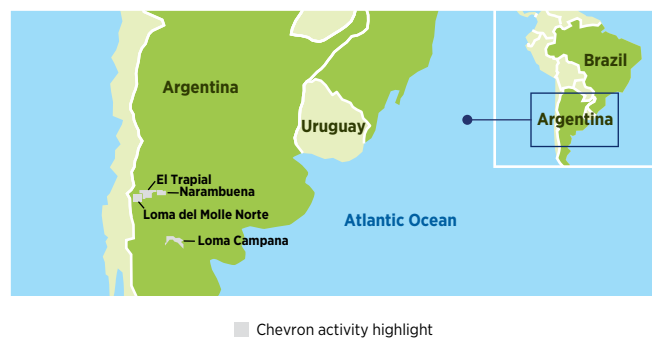 Brazil
Argentina
Argentina
Uruguay
El Trapial
Narambuena
Loma del Molle Norte
Atlantic Ocean
Loma Campana
Chevron activity highlight